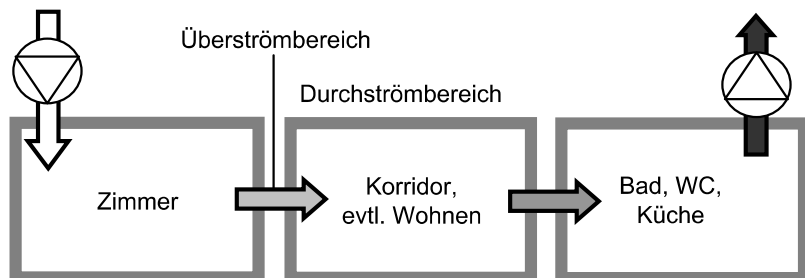 Überströmbereich
Durchströmbereich
Zimmer
Korridor,
evtl. Wohnen
Bad, WC,
Küche